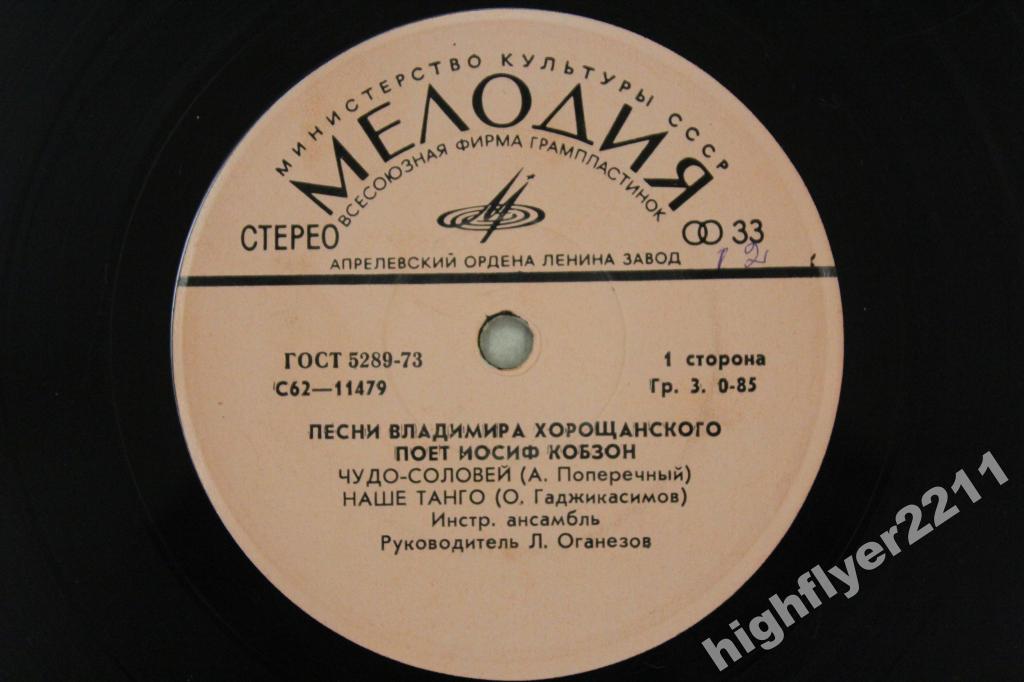 МИНИСТЕРСТВО КУЛЬТУРЫ СССР
МЕЛОДИЯ
ВСЕСОЮЗНАЯ ФИРМА ГРАМПЛАСТИНОК
СТЕРЕО
33
АПРЕЛЕВСКИЙ ОРДЕНА ЛЕНИНА ЗАВОД
12
ГОСТ 5289-73
1 сторона
С62—11479
Гр. 3. 0-85
ПЕСНИ ВЛАДИМИРА ХОРОЩАНСКОГО
ПОЕТ ИОСИФ КОБЗОН
ЧУДО-СОЛОВЕЙ (А. Поперечный)
НАШЕ ТАНГО (О. Гаджикасимов)
Инстр. ансамбль
Руководитель Л. Оганезов
highflyer2211